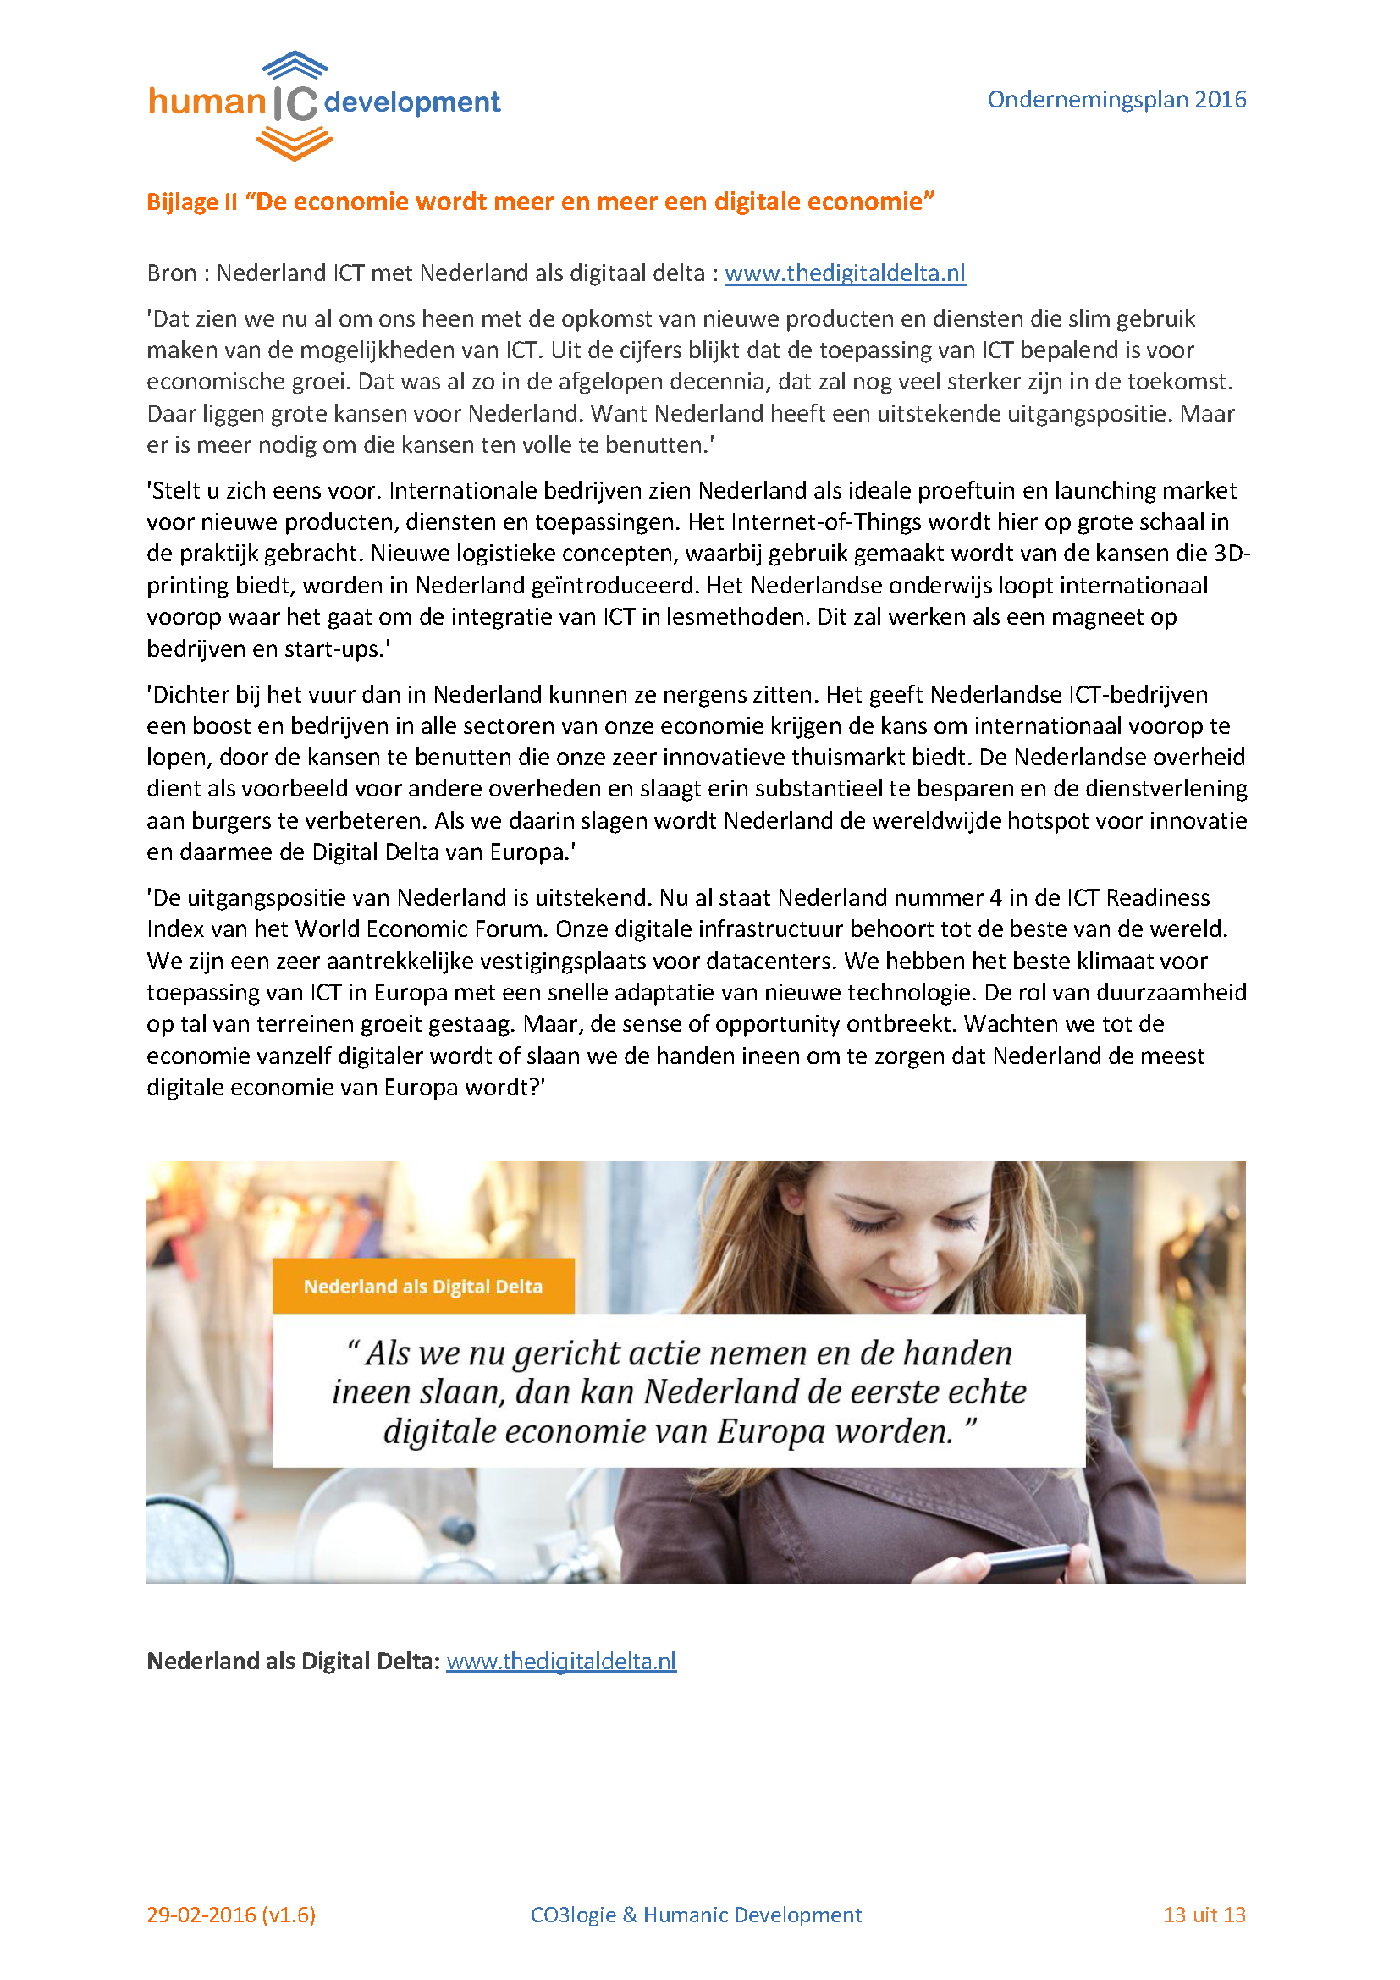 human IC development
Ondernemingsplan 2016
Bijlage II “De economie wordt meer en meer een digitale economie”
Bron : Nederland ICT met Nederland als digitaal delta : www.thedigitaldelta.nl
'Dat zien we nu al om ons heen met de opkomst van nieuwe producten en diensten die slim gebruik
maken van de mogelijkheden van ICT. Uit de cijfers blijkt dat de toepassing van ICT bepalend is voor
economische groei. Dat was al zo in de afgelopen decennia, dat zal nog veel sterker zijn in de toekomst.
Daar liggen grote kansen voor Nederland. Want Nederland heeft een uitstekende uitgangspositie. Maar
er is meer nodig om die kansen ten volle te benutten.'
'Stelt u zich eens voor. Internationale bedrijven zien Nederland als ideale proeftuin en launching market
voor nieuwe producten, diensten en toepassingen. Het Internet-of-Things wordt hier op grote schaal in
de praktijk gebracht. Nieuwe logistieke concepten, waarbij gebruik gemaakt wordt van de kansen die 3D-
printing biedt, worden in Nederland geïntroduceerd. Het Nederlandse onderwijs loopt internationaal
voorop waar het gaat om de integratie van ICT in lesmethoden. Dit zal werken als een magneet op
bedrijven en start-ups.'
'Dichter bij het vuur dan in Nederland kunnen ze nergens zitten. Het geeft Nederlandse ICT-bedrijven
een boost en bedrijven in alle sectoren van onze economie krijgen de kans om internationaal voorop te
lopen, door de kansen te benutten die onze zeer innovatieve thuismarkt biedt. De Nederlandse overheid
dient als voorbeeld voor andere overheden en slaagt erin substantieel te besparen en de dienstverlening
aan burgers te verbeteren. Als we daarin slagen wordt Nederland de wereldwijde hotspot voor innovatie
en daarmee de Digital Delta van Europa.'
'De uitgangspositie van Nederland is uitstekend. Nu al staat Nederland nummer 4 in de ICT Readiness
Index van het World Economic Forum. Onze digitale infrastructuur behoort tot de beste van de wereld.
We zijn een zeer aantrekkelijke vestigingsplaats voor datacenters. We hebben het beste klimaat voor
toepassing van ICT in Europa met een snelle adaptatie van nieuwe technologie. De rol van duurzaamheid
op tal van terreinen groeit gestaag. Maar, de sense of opportunity ontbreekt. Wachten we tot de
economie vanzelf digitaler wordt of slaan we de handen ineen om te zorgen dat Nederland de meest
digitale economie van Europa wordt?'
Nederland als Digital Delta
“ Als we nu gericht actie nemen en de handen
ineen slaan, dan kan Nederland de eerste echte
digitale economie van Europa worden. ”
Nederland als Digital Delta: www.thedigitaldelta.nl
29-02-2016 (v1.6)
CO3logie & Humanic Development
13 uit 13